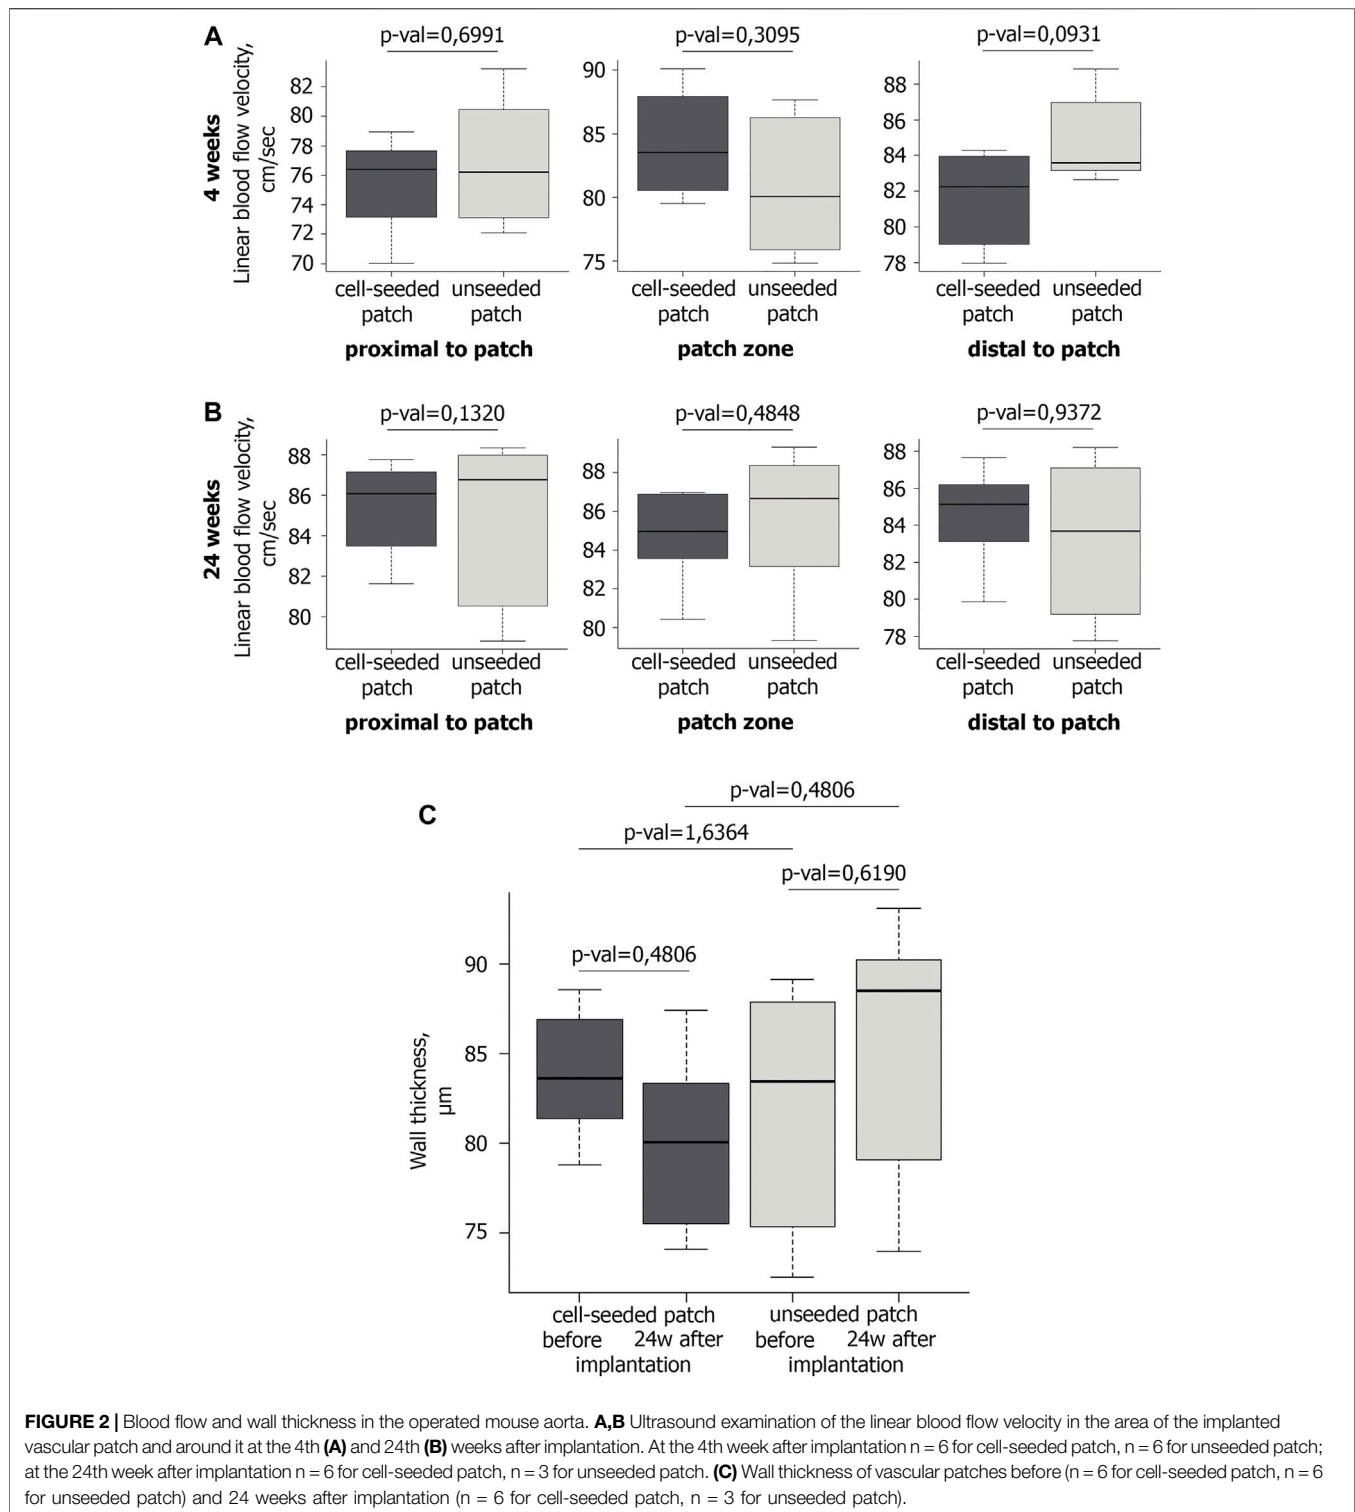 A
4 weeks
Linear blood flow velocity,
cm/sec
p-val=0,6991
82
80
78
76
74
72
70
cell-seeded unseeded
patch patch
proximal to patch
p-val=0,3095
90
85
80
75
cell-seeded unseeded
patch patch
patch zone
p-val=0,0931
88
86
84
82
80
78
cell-seeded unseeded
patch patch
distal to patch
B
24 weeks
Linear blood flow velocity,
cm/sec
p-val=0,1320
88
86
84
82
80
cell-seeded unseeded
patch patch
proximal to patch
p-val=0,4848
88
86
84
82
80
cell-seeded unseeded
patch patch
patch zone
p-val=0,9372
88
86
84
82
80
78
cell-seeded unseeded
patch patch
distal to patch
C
p-val=0,4806
p-val=1,6364
p-val=0,6190
p-val=0,4806
Wall thickness,
µm
90
85
80
75
cell-seeded patch unseeded patch
before 24w after before 24w after
implantation implantation
FIGURE 2 | Blood flow and wall thickness in the operated mouse aorta. A,B Ultrasound examination of the linear blood flow velocity in the area of the implanted
vascular patch and around it at the 4th (A) and 24th (B) weeks after implantation. At the 4th week after implantation n = 6 for cell-seeded patch, n = 6 for unseeded patch;
at the 24th week after implantation n = 6 for cell-seeded patch, n = 3 for unseeded patch. (C) Wall thickness of vascular patches before (n = 6 for cell-seeded patch, n = 6
for unseeded patch) and 24 weeks after implantation (n = 6 for cell-seeded patch, n = 3 for unseeded patch).